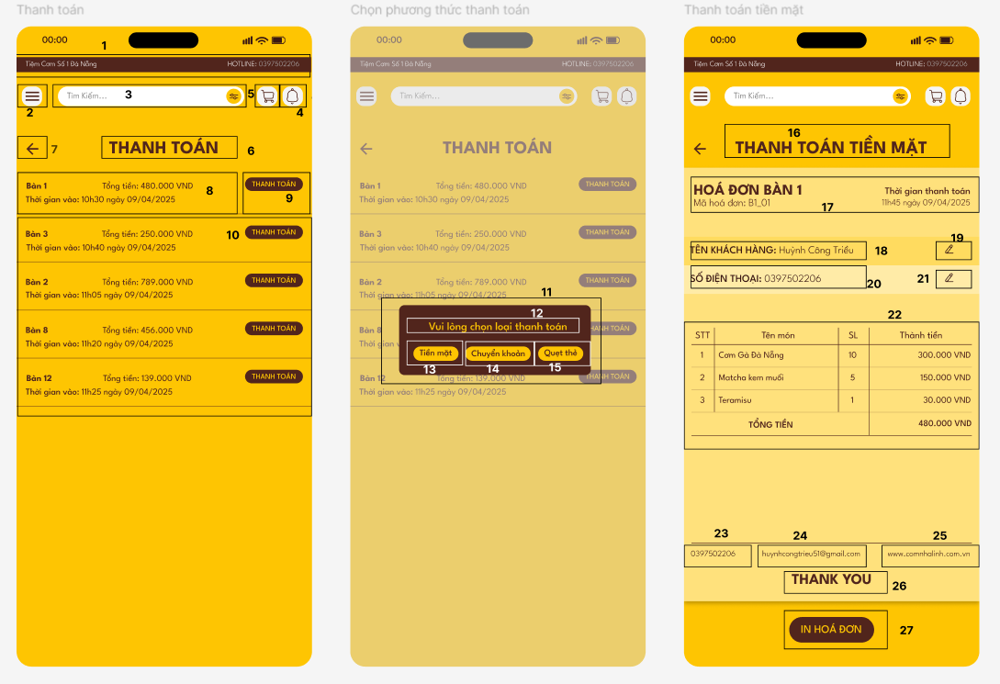 Thanh toán
00:00
1
Tiệm Cơm Số 1 Đà Nẵng HOTLINE: 0397502206
Tìm Kiếm... 3 5
2 4
7 THANH TOÁN 6
Bàn 1 Tổng tiền: 480.000 VND 8 THANH TOÁN
Thời gian vào: 10h30 ngày 09/04/2025 9
Bàn 3 Tổng tiền: 250.000 VND 10 THANH TOÁN
Thời gian vào: 10h40 ngày 09/04/2025
Bàn 2 Tổng tiền: 789.000 VND THANH TOÁN
Thời gian vào: 11h05 ngày 09/04/2025
Bàn 8 Tổng tiền: 456.000 VND THANH TOÁN
Thời gian vào: 11h20 ngày 09/04/2025
Bàn 12 Tổng tiền: 139.000 VND THANH TOÁN
Thời gian vào: 11h25 ngày 09/04/2025
Chọn phương thức thanh toán
00:00
Tiệm Cơm Số 1 Đà Nẵng HOTLINE: 0397502206
Tìm Kiếm...
THANH TOÁN
Bàn 1 Tổng tiền: 480.000 VND THANH TOÁN
Thời gian vào: 10h30 ngày 09/04/2025
Bàn 3 Tổng tiền: 250.000 VND THANH TOÁN
Thời gian vào: 10h40 ngày 09/04/2025
Bàn 2 Tổng tiền: 789.000 VND THANH TOÁN
Thời gian vào: 11h05 ngày 09/04/2025 11
12
Vui lòng chọn loại thanh toán
Bàn 8
Thời gian
Tiền mặt Chuyển khoản Quẹt thẻ
13 14 15
Bàn 12 Tổng tiền: 139.000 VND THANH TOÁN
Thời gian vào: 11h25 ngày 09/04/2025
Thanh toán tiền mặt
00:00
Tiệm Cơm Số 1 Đà Nẵng HOTLINE: 0397502206
Tìm Kiếm...
16
THANH TOÁN TIỀN MẶT
HOÁ ĐƠN BÀN 1 Thời gian thanh toán
Mã hoá đơn: B1_01 17 11h45 ngày 09/04/2025
19
TÊN KHÁCH HÀNG: Huỳnh Công Triều 18
SỐ ĐIỆN THOẠI: 0397502206 20 21
22
STT Tên món SL Thành tiền
1 Cơm Gà Đà Nẵng 10 300.000 VND
2 Matcha kem muối 5 150.000 VND
3 Teramisu 1 30.000 VND
TỔNG TIỀN 480.000 VND
23 24 25
0397502206 huynhcongtrieu51@gmail.com www.comnhalinh.com.vn
THANK YOU 26
IN HOÁ ĐƠN 27